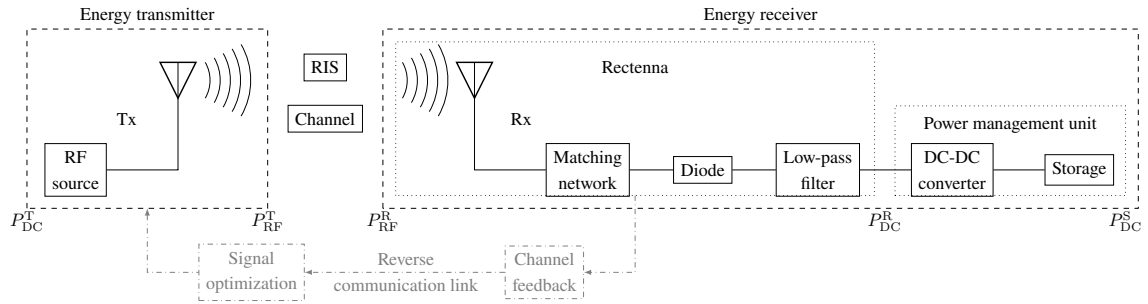 Energy transmitter
Energy receiver
RIS
Rectenna
Tx
Channel
Rx
Power management unit
RF
source
Matching
network
Diode
Low-pass
filter
DC-DC
converter
Storage
P^T_DC
P^T_RF
P^R_RF
P^R_DC
P^S_DC
Signal
optimization
Reverse
communication link
Channel
feedback